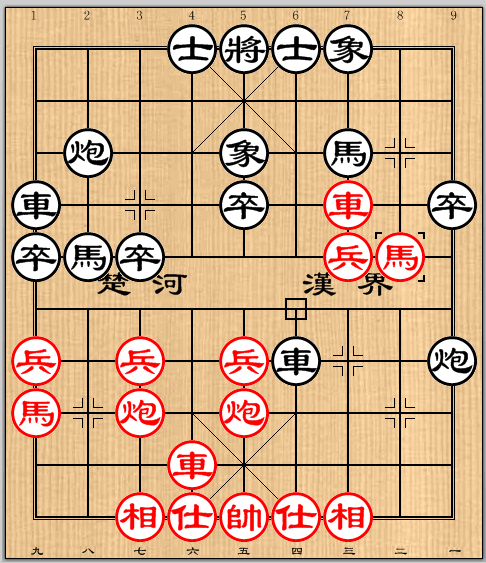 1 2 3 4 5 6 7 8 9
士 將 士 象
炮 象 馬
車 卒 車 卒
卒 馬 卒 兵 馬
楚 河 漢 界
兵 兵 兵 車 炮
馬 炮 炮
車
相 仕 帥 仕 相
九 八 七 六 五 四 三 二 一